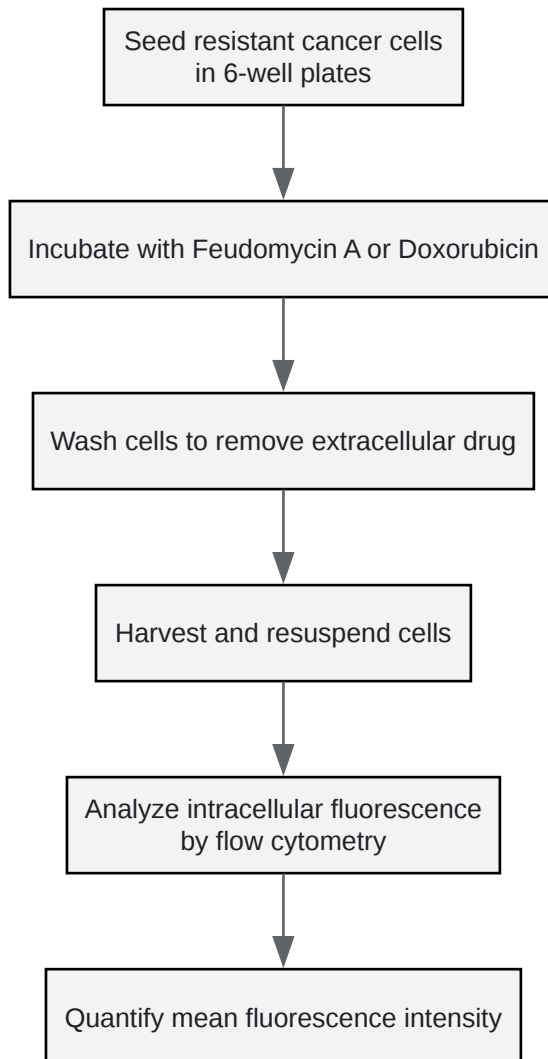 Seed resistant cancer cells
in 6-well plates
Incubate with Feudomycin A or Doxorubicin
Wash cells to remove extracellular drug
Harvest and resuspend cells
Analyze intracellular fluorescence
by flow cytometry
Quantify mean fluorescence intensity